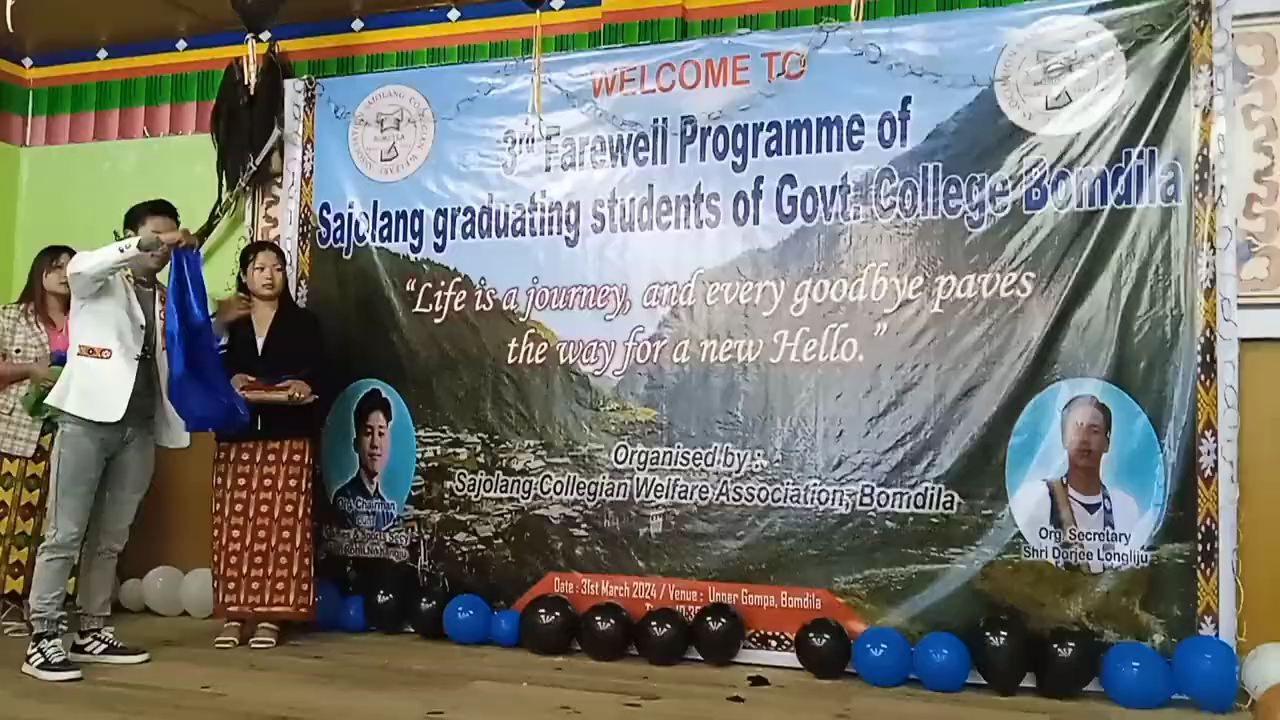 WELCOME TO
3rd Farewell Programme of
Sajolang graduating students of Govt. College Bomdila
“Life is a journey, and every goodbye paves
the way for a new Hello.”
Organised by :
Sajolang Collegian Welfare Association, Bomdila
Org. Chairman
Org. Secretary
Shri Dorjee Longliju
Date : 31st March 2024 / Venue : Upper Gompa, Bomdila